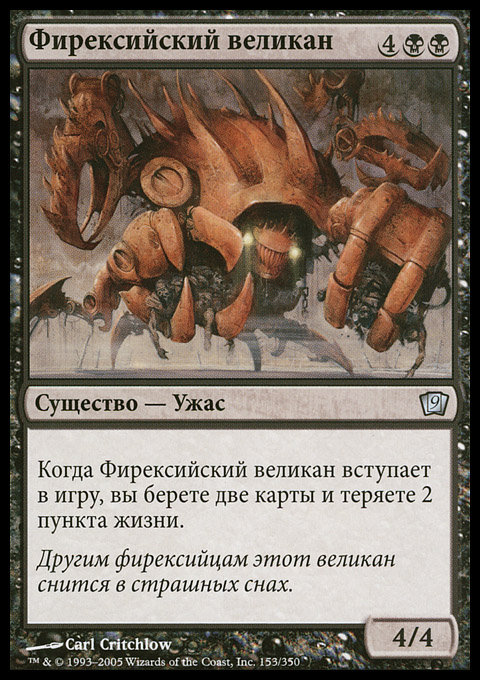 Фирексийский великан 4
Существо — Ужас 9
Когда Фирексийский великан вступает
в игру, вы берете две карты и теряете 2
пункта жизни.
Другим фирексийцам этот великан
снится в страшных снах.
4/4
Carl Critchlow
™ & © 1993–2005 Wizards of the Coast, Inc. 153/350